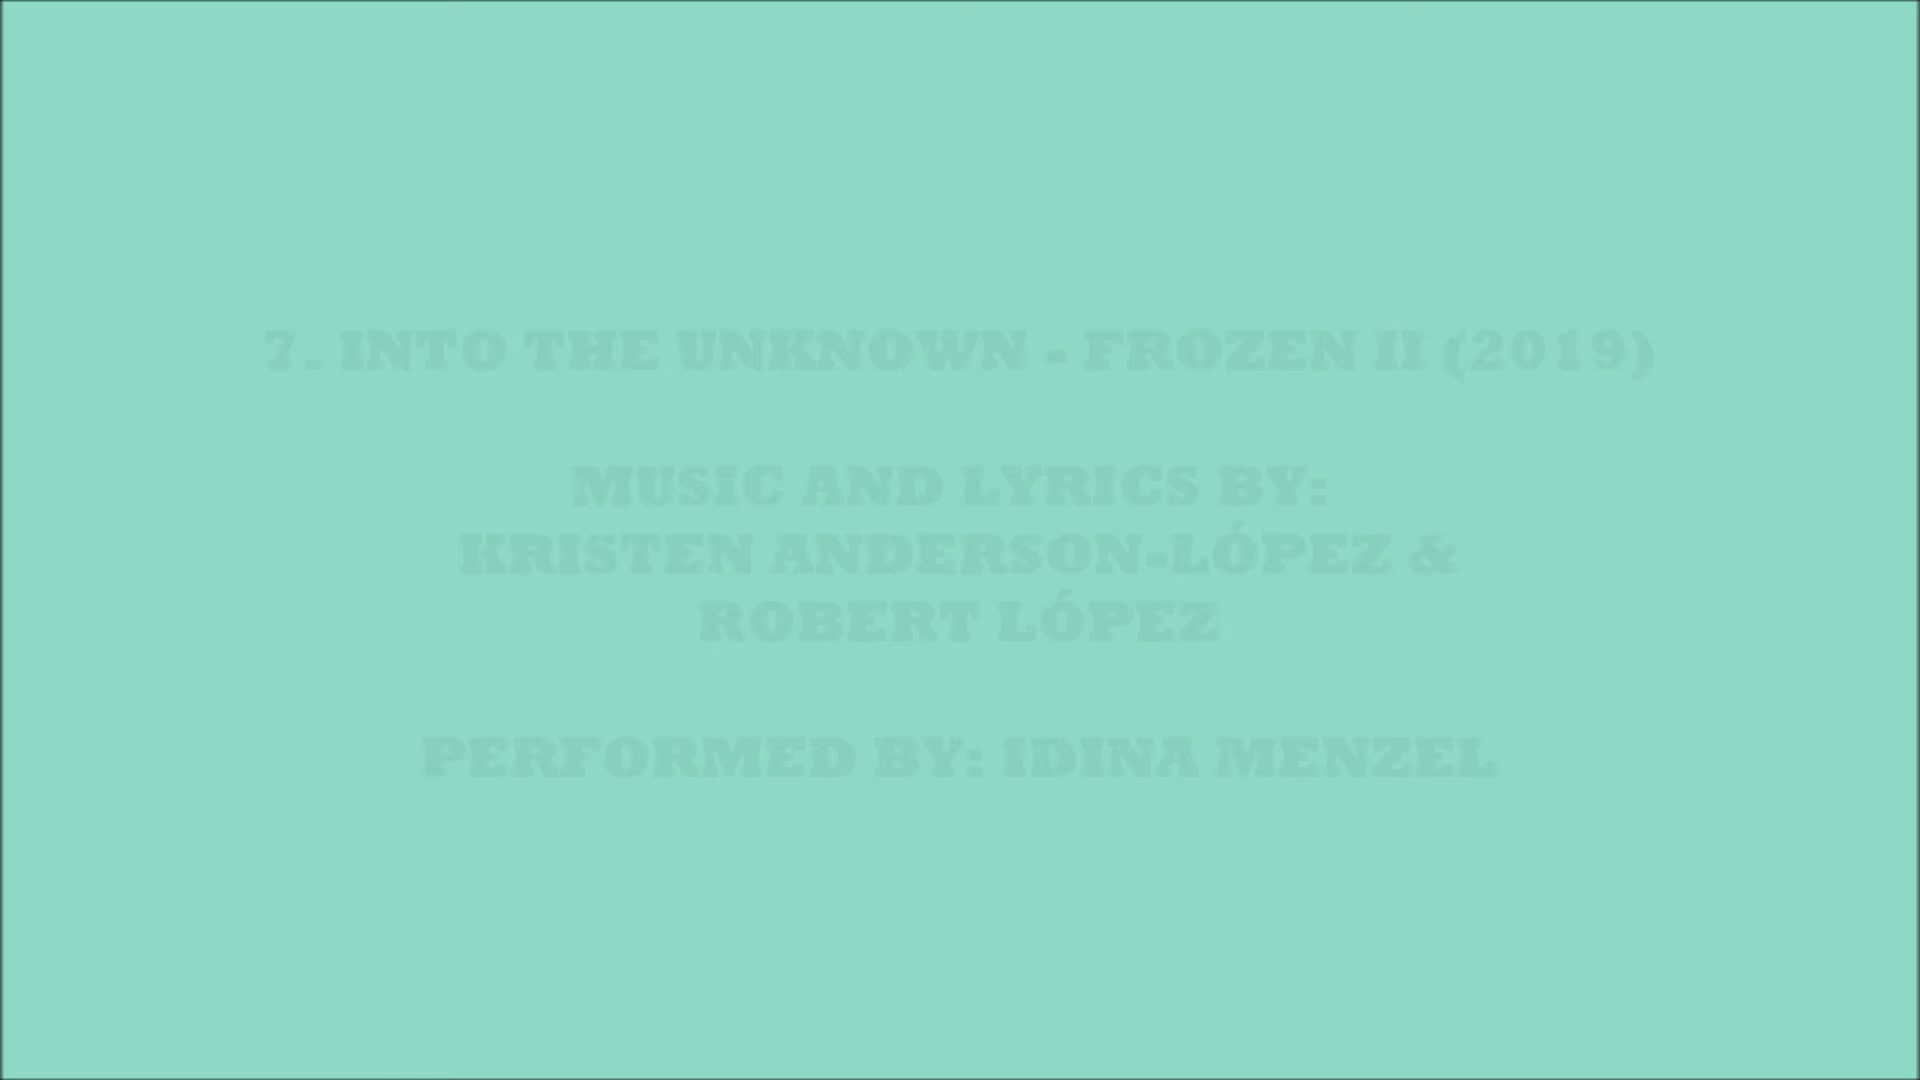 7. INTO THE UNKNOWN - FROZEN II (2019)
MUSIC AND LYRICS BY:
KRISTEN ANDERSON-LÓPEZ &
ROBERT LÓPEZ
PERFORMED BY: IDINA MENZEL